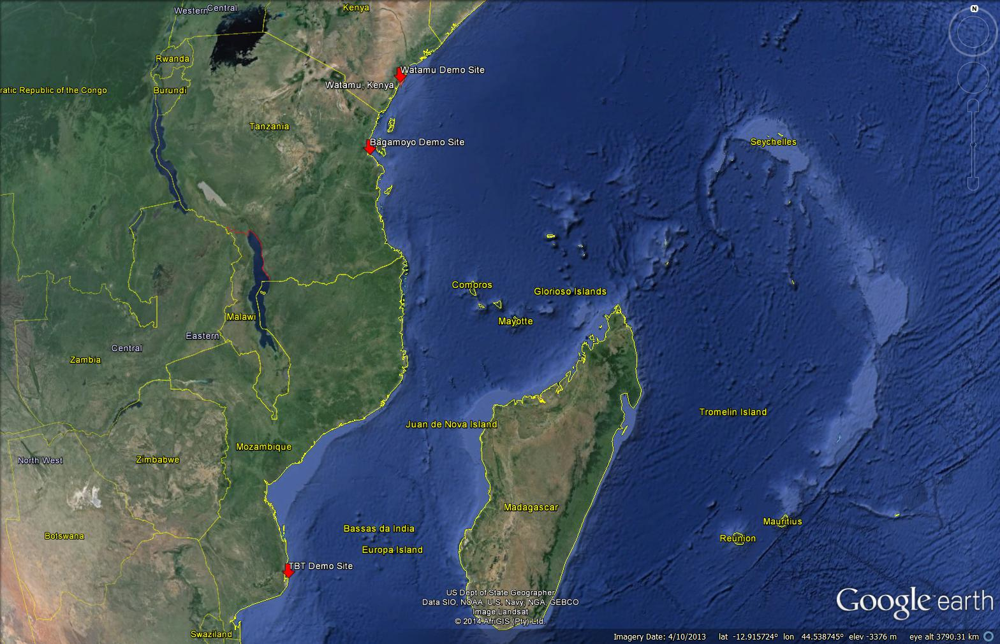 Western
Central
Kenya
N
Rwanda
Watamu Demo Site
Watamu, Kenya
ratic Republic of the Congo
Burundi
Tanzania
Bagamoyo Demo Site
Seychelles
Comoros
Glorioso Islands
Malawi
Mayotte
Eastern
Central
Zambia
Tromelin Island
Juan de Nova Island
Mozambique
North West
Zimbabwe
Madagascar
Mauritius
Bassas da India
Botswana
Reunion
Europa Island
TBT Demo Site
US Dept of State Geographer
Data SIO, NOAA, U.S. Navy, NGA, GEBCO
Image Landsat
© 2014 AfriGIS (Pty) Ltd.
Google™ earth
Swaziland
Imagery Date: 4/10/2013 lat -12.915724° lon 44.538745° elev -3376 m eye alt 3790.31 km